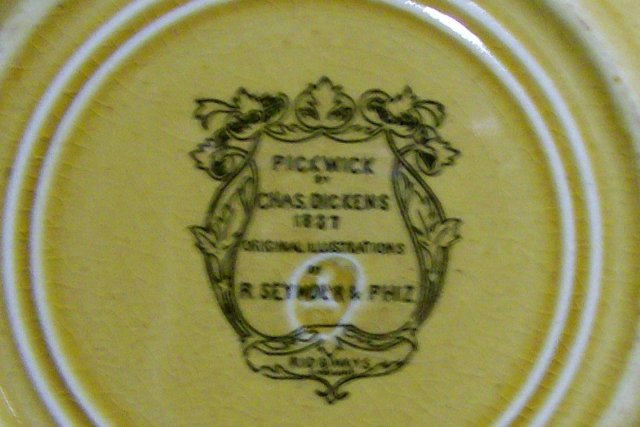 PICKWICK
BY
CHAS. DICKENS
1837
ORIGINAL ILLUSTRATIONS
BY
R. SEYMOUR & PHIZ
RIDGWAYS